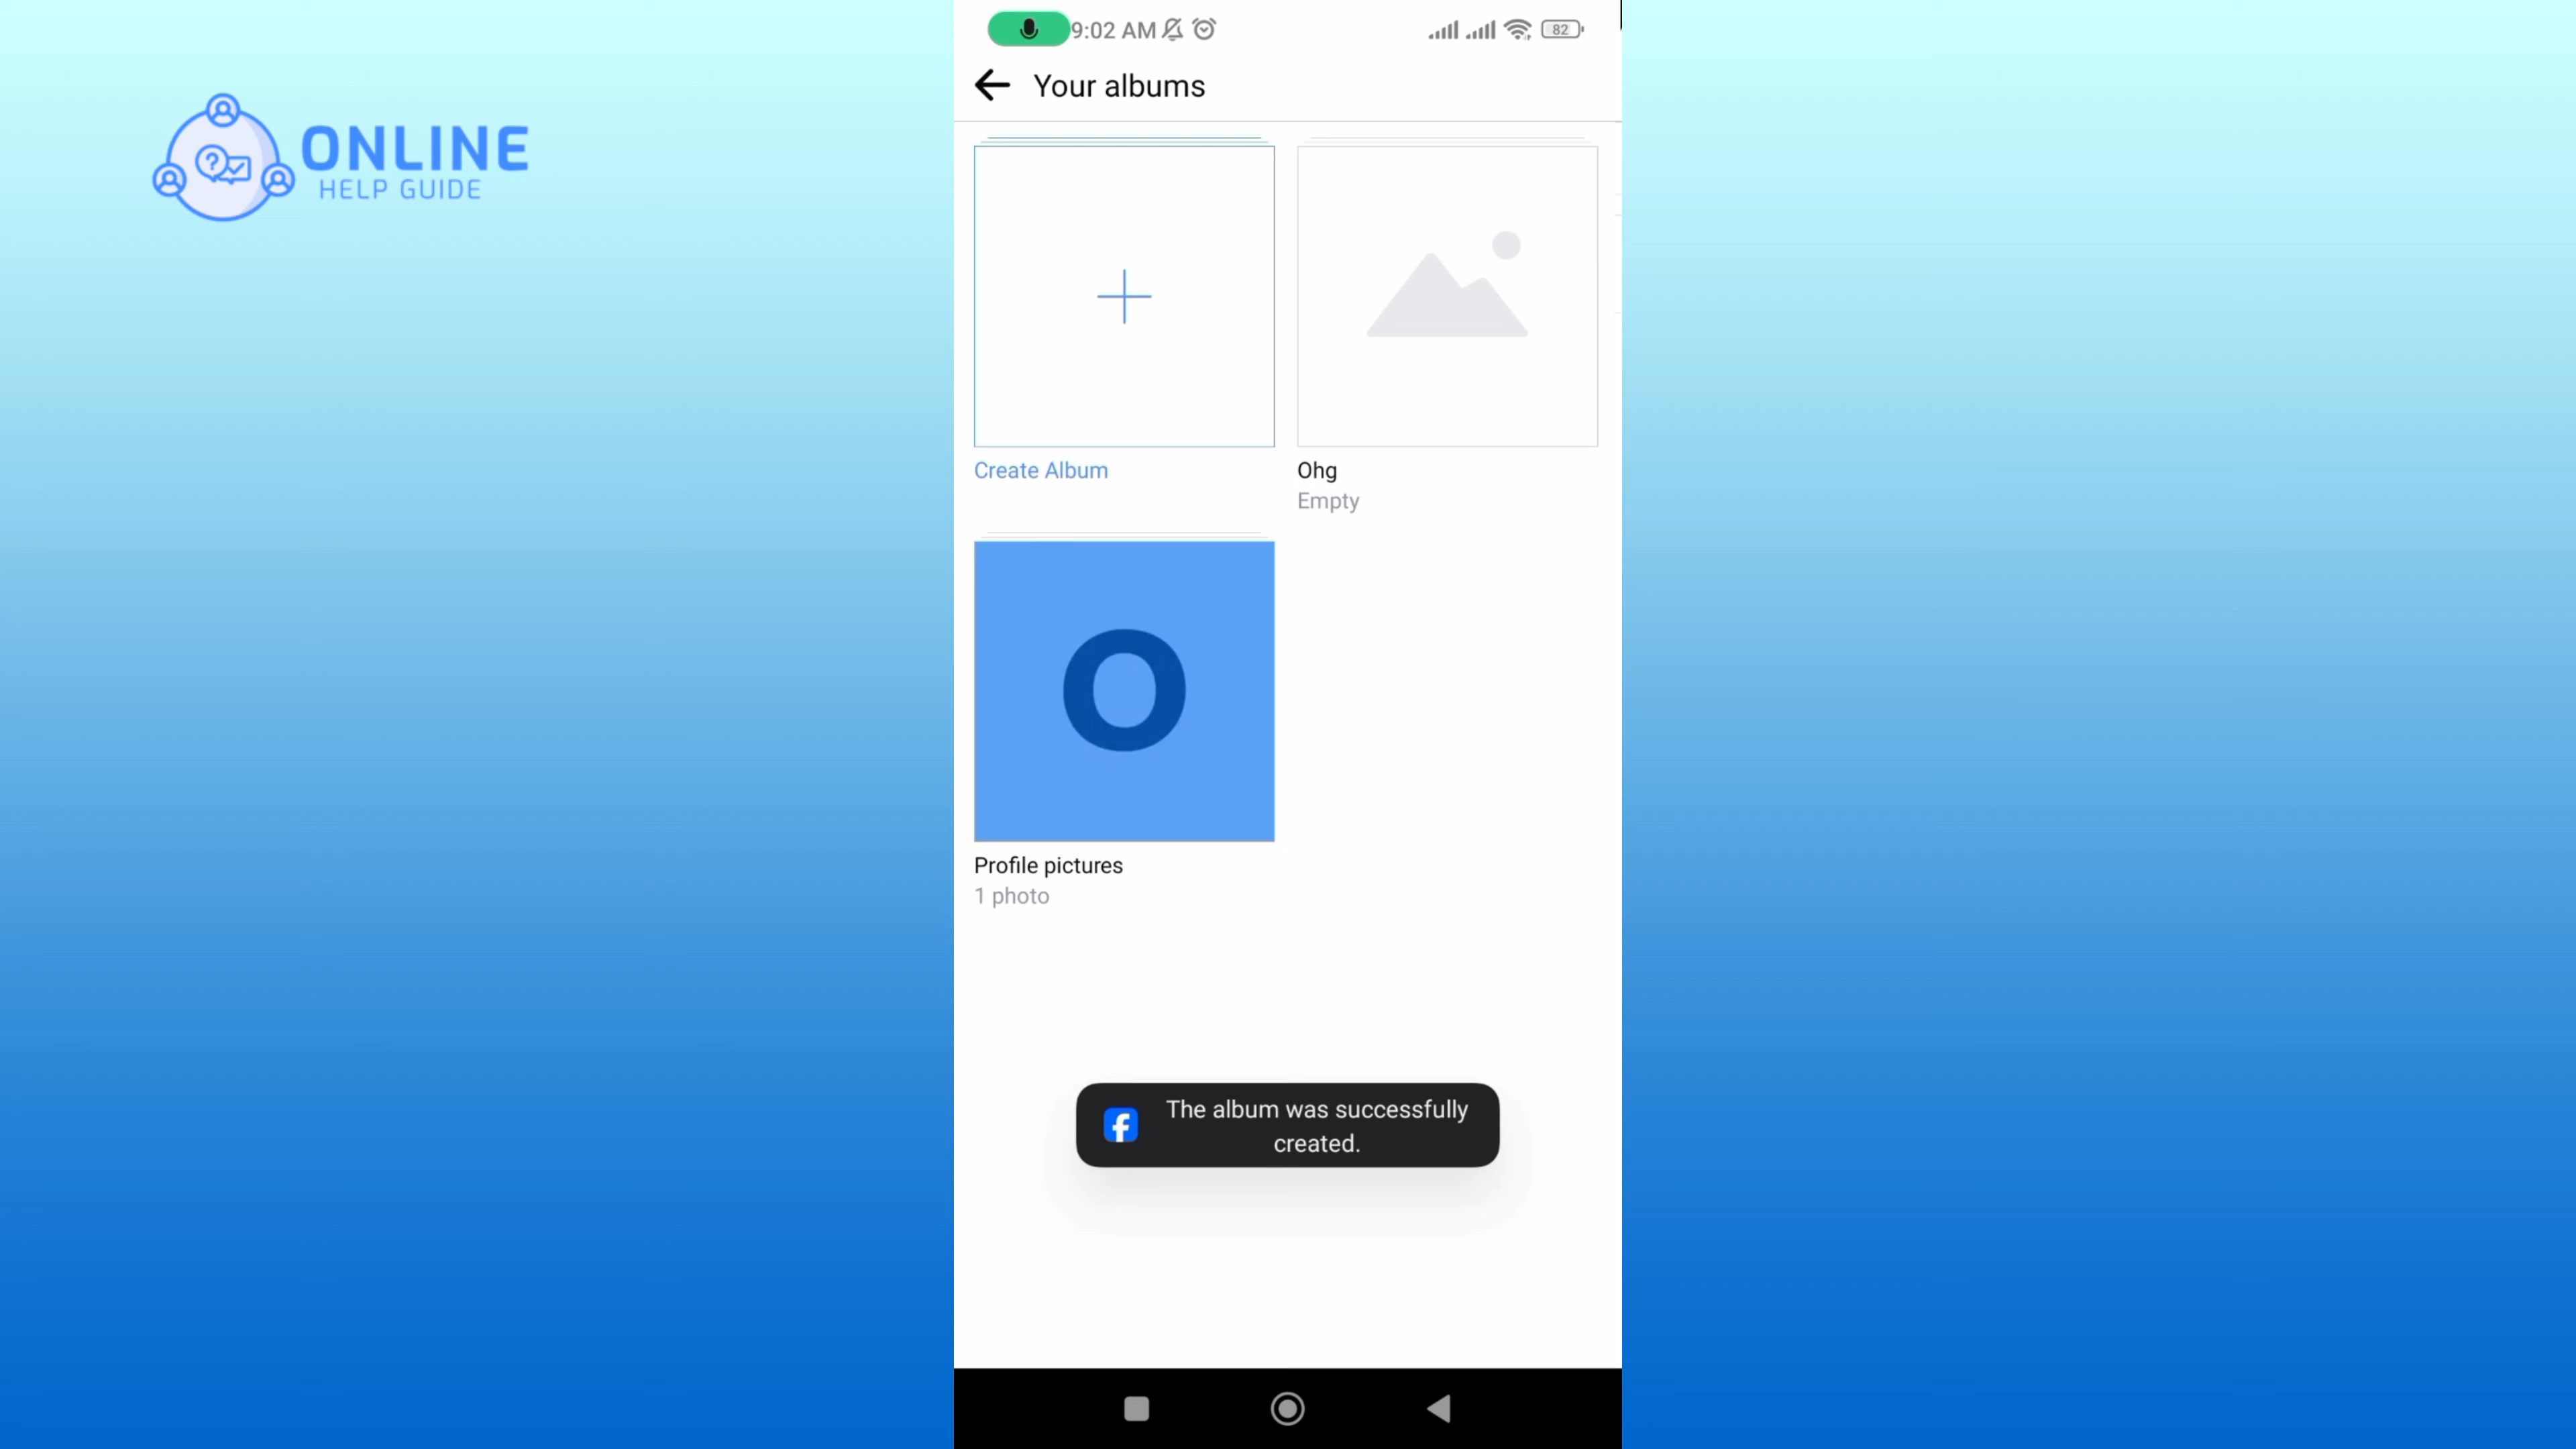 ONLINE
HELP GUIDE
9:02 AM
82
Your albums
Create Album
Ohg
Empty
O
Profile pictures
1 photo
The album was successfully
created.